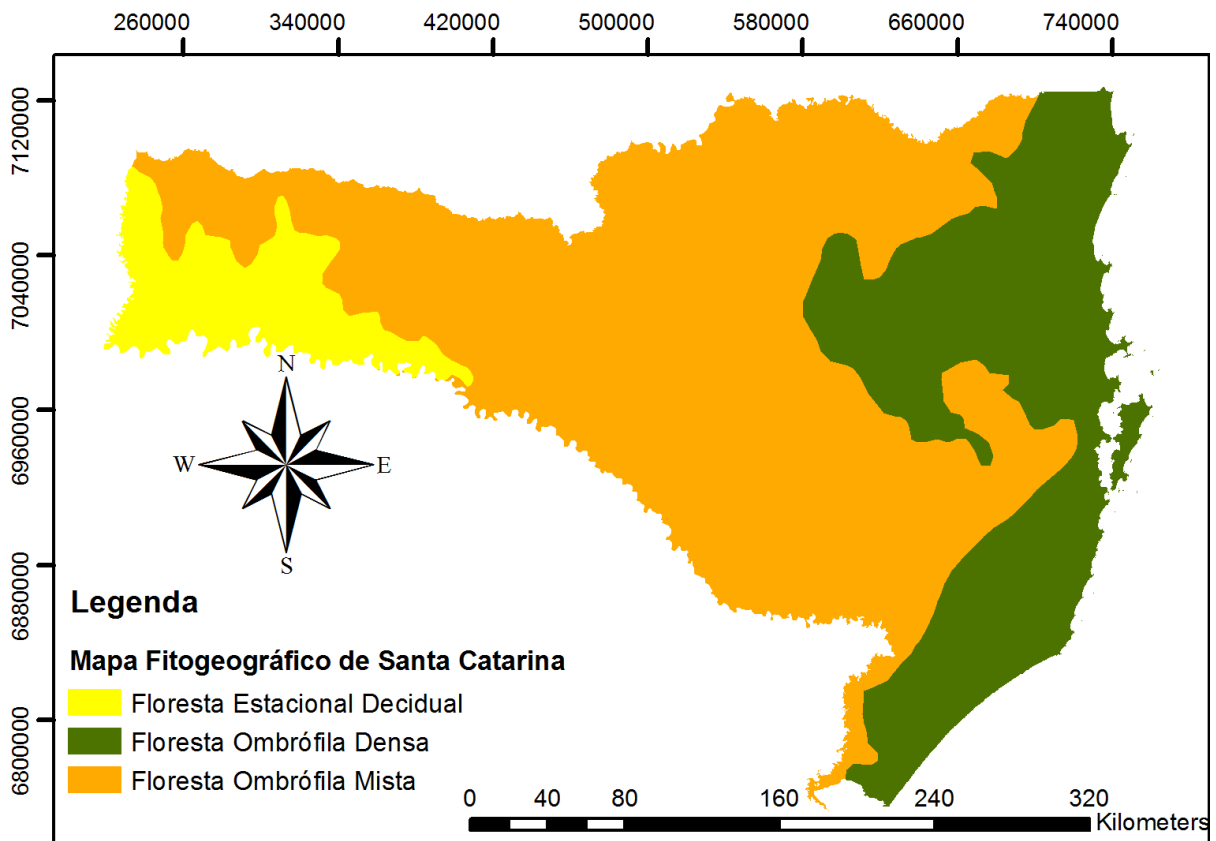 260000 340000 420000 500000 580000 660000 740000
7120000
7040000
6960000
6880000
6800000
N
W E
S
Legenda
Mapa Fitogeográfico de Santa Catarina
Floresta Estacional Decidual
Floresta Ombrófila Densa
Floresta Ombrófila Mista
0 40 80 160 240 320
Kilometers